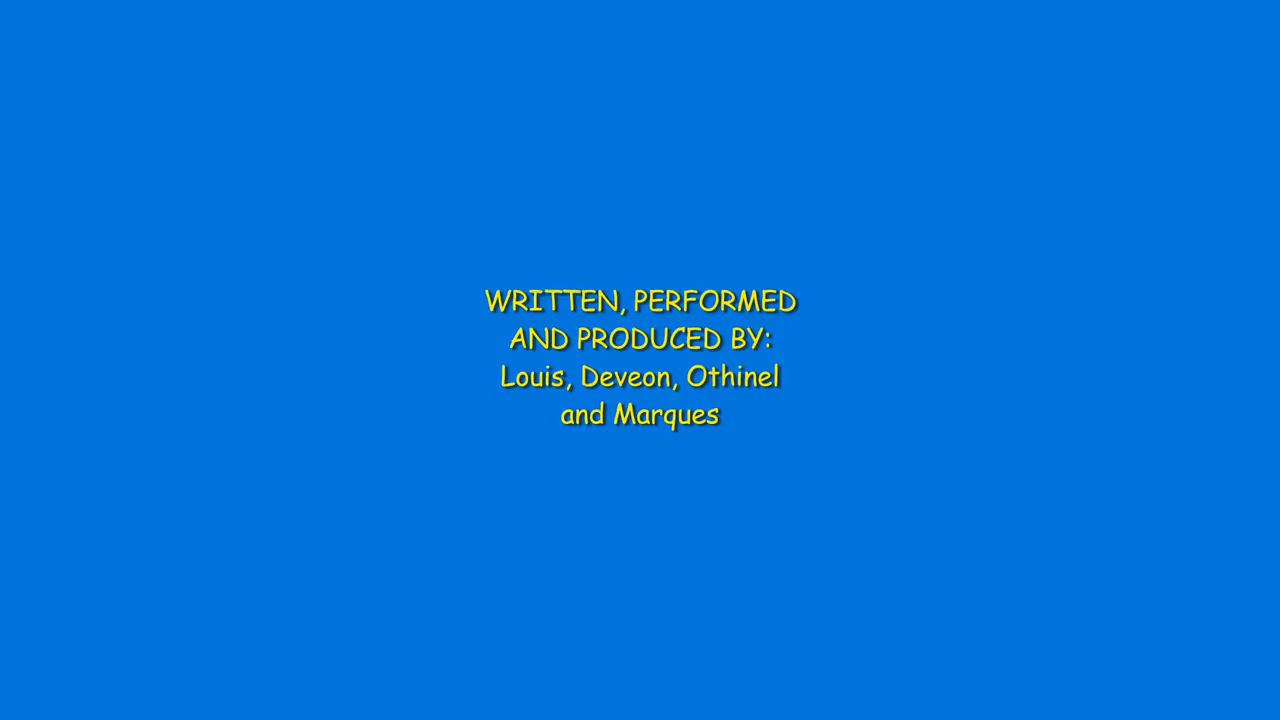 WRITTEN, PERFORMED
AND PRODUCED BY:
Louis, Deveon, Othinel
and Marques